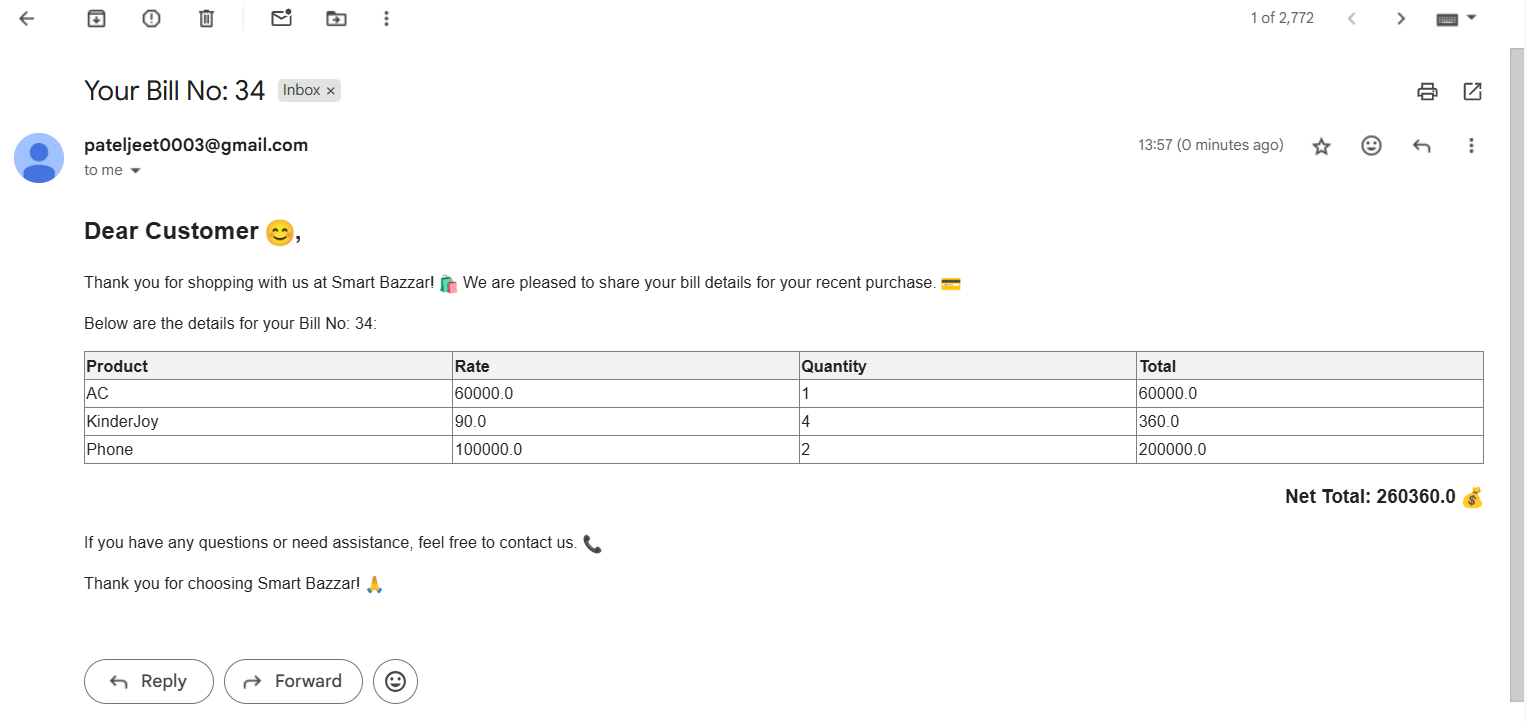 1 of 2,772
Your Bill No: 34 Inbox ×
pateljeet0003@gmail.com 13:57 (0 minutes ago)
to me
Dear Customer 😊,
Thank you for shopping with us at Smart Bazzar! 🛍️ We are pleased to share your bill details for your recent purchase. 💳
Below are the details for your Bill No: 34:
Product Rate Quantity Total
AC 60000.0 1 60000.0
KinderJoy 90.0 4 360.0
Phone 100000.0 2 200000.0
Net Total: 260360.0 💰
If you have any questions or need assistance, feel free to contact us. 📞
Thank you for choosing Smart Bazzar! 🙏
Reply Forward